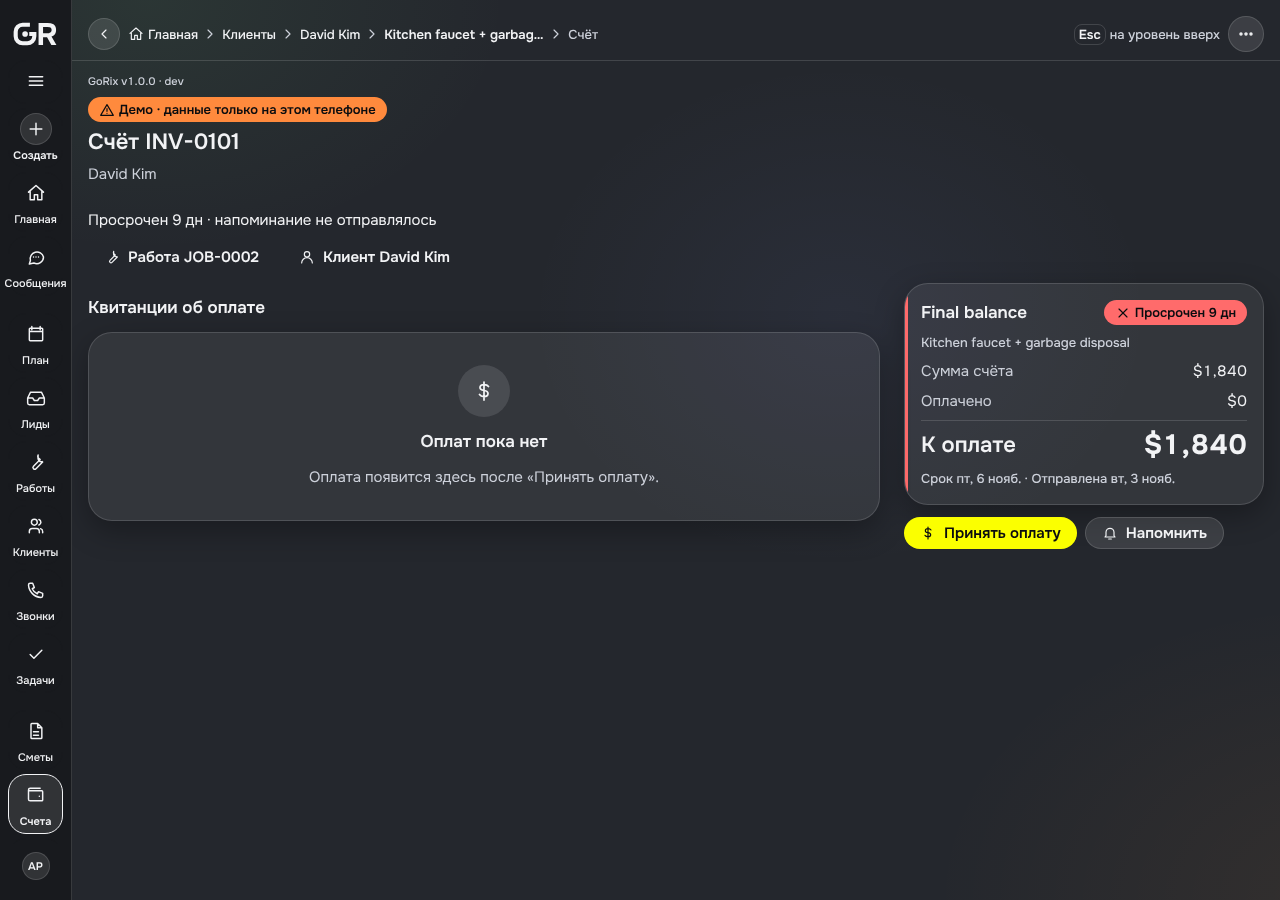 GR
Главная
Клиенты
David Kim
Kitchen faucet + garbag...
Счёт
Esc на уровень вверх
Создать
Главная
Сообщения
План
Лиды
Работы
Клиенты
Звонки
Задачи
Сметы
Счета
AP
GoRix v1.0.0 · dev
Демо · данные только на этом телефоне
Счёт INV-0101
David Kim
Просрочен 9 дн · напоминание не отправлялось
Работа JOB-0002
Клиент David Kim
Квитанции об оплате
$
Оплат пока нет
Оплата появится здесь после «Принять оплату».
Final balance
Просрочен 9 дн
Kitchen faucet + garbage disposal
Сумма счёта $1,840
Оплачено $0
К оплате $1,840
Срок пт, 6 нояб. · Отправлена вт, 3 нояб.
$ Принять оплату
Напомнить